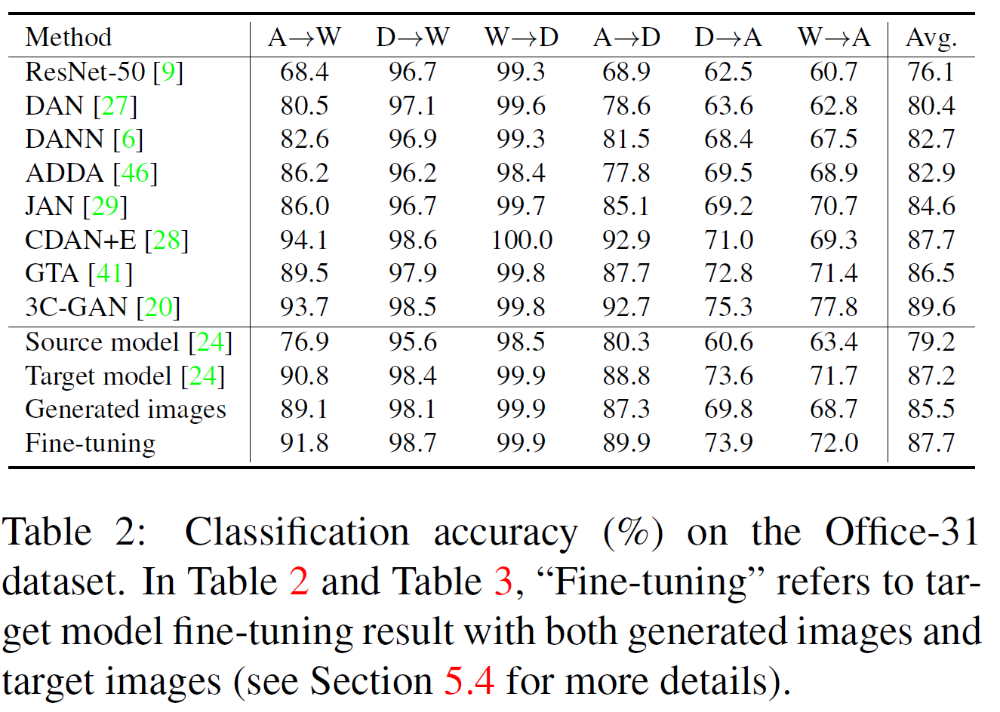 Method A→W D→W W→D A→D D→A W→A Avg.
ResNet-50 [9] 68.4 96.7 99.3 68.9 62.5 60.7 76.1
DAN [27] 80.5 97.1 99.6 78.6 63.6 62.8 80.4
DANN [6] 82.6 96.9 99.3 81.5 68.4 67.5 82.7
ADDA [46] 86.2 96.2 98.4 77.8 69.5 68.9 82.9
JAN [29] 86.0 96.7 99.7 85.1 69.2 70.7 84.6
CDAN+E [28] 94.1 98.6 100.0 92.9 71.0 69.3 87.7
GTA [41] 89.5 97.9 99.8 87.7 72.8 71.4 86.5
3C-GAN [20] 93.7 98.5 99.8 92.7 75.3 77.8 89.6
Source model [24] 76.9 95.6 98.5 80.3 60.6 63.4 79.2
Target model [24] 90.8 98.4 99.9 88.8 73.6 71.7 87.2
Generated images 89.1 98.1 99.9 87.3 69.8 68.7 85.5
Fine-tuning 91.8 98.7 99.9 89.9 73.9 72.0 87.7
Table 2: Classification accuracy (%) on the Office-31
dataset. In Table 2 and Table 3, “Fine-tuning” refers to tar-
get model fine-tuning result with both generated images and
target images (see Section 5.4 for more details).